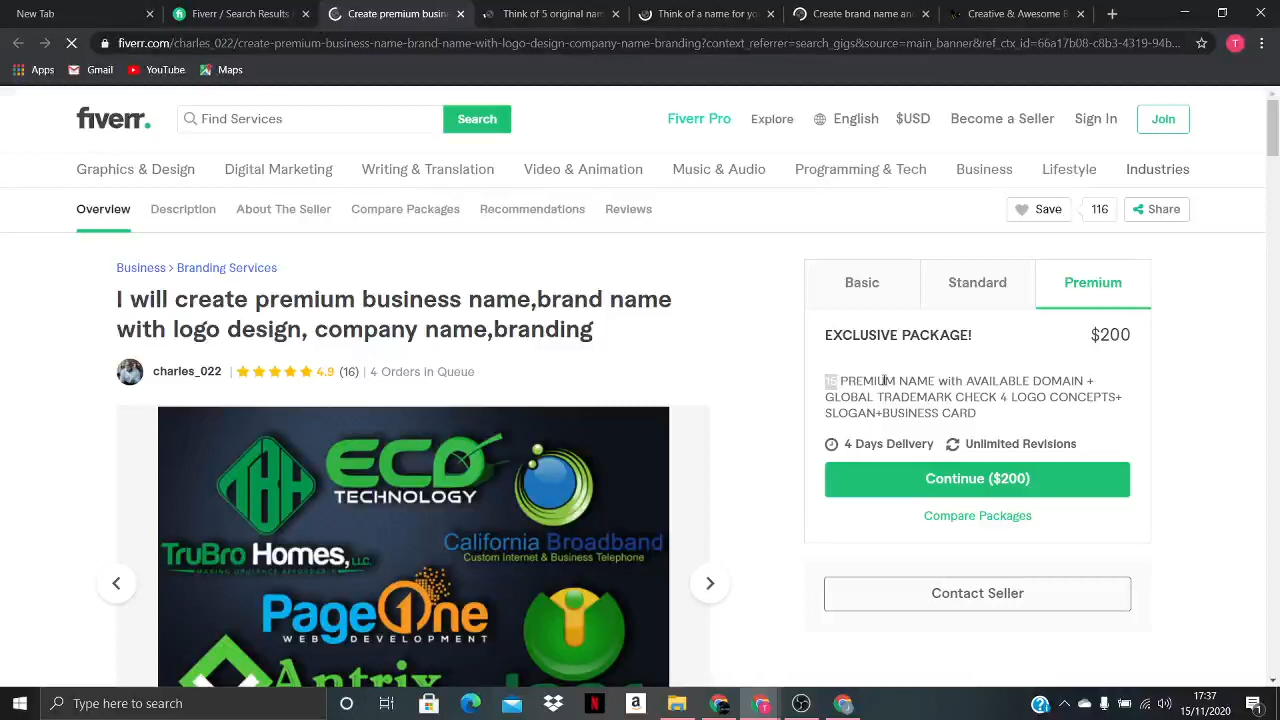 New Tab
Create premium busin
Think of 5 original nam
Think of a name for yo
Create brand name an
Creative & Awesome B
fiverr.com/charles_022/create-premium-business-name-brand-name-with-logo-design-company-name-branding?context_referrer=search_gigs&source=main_banner&ref_ctx_id=66a17b08-c8b3-4319-94b...
T
Apps
Gmail
YouTube
Maps
fiverr.
Find Services
Search
Fiverr Pro
Explore
English
$USD
Become a Seller
Sign In
Join
Graphics & Design
Digital Marketing
Writing & Translation
Video & Animation
Music & Audio
Programming & Tech
Business
Lifestyle
Industries
Overview
Description
About The Seller
Compare Packages
Recommendations
Reviews
Save
116
Share
Business > Branding Services
I will create premium business name,brand name
with logo design, company name,branding
charles_022 | 4.9 (16) | 4 Orders in Queue
TBH
TruBro Homes, LLC
ECO
TECHNOLOGY
California Broadband
Custom Internet & Business Telephone
PageOne
WEB DEVELOPMENT
Antrix
Basic
Standard
Premium
EXCLUSIVE PACKAGE!
$200
15 PREMIUM NAME with AVAILABLE DOMAIN +
GLOBAL TRADEMARK CHECK 4 LOGO CONCEPTS+
SLOGAN+BUSINESS CARD
4 Days Delivery
Unlimited Revisions
Continue ($200)
Compare Packages
Contact Seller
Type here to search
17:37
15/11/2020